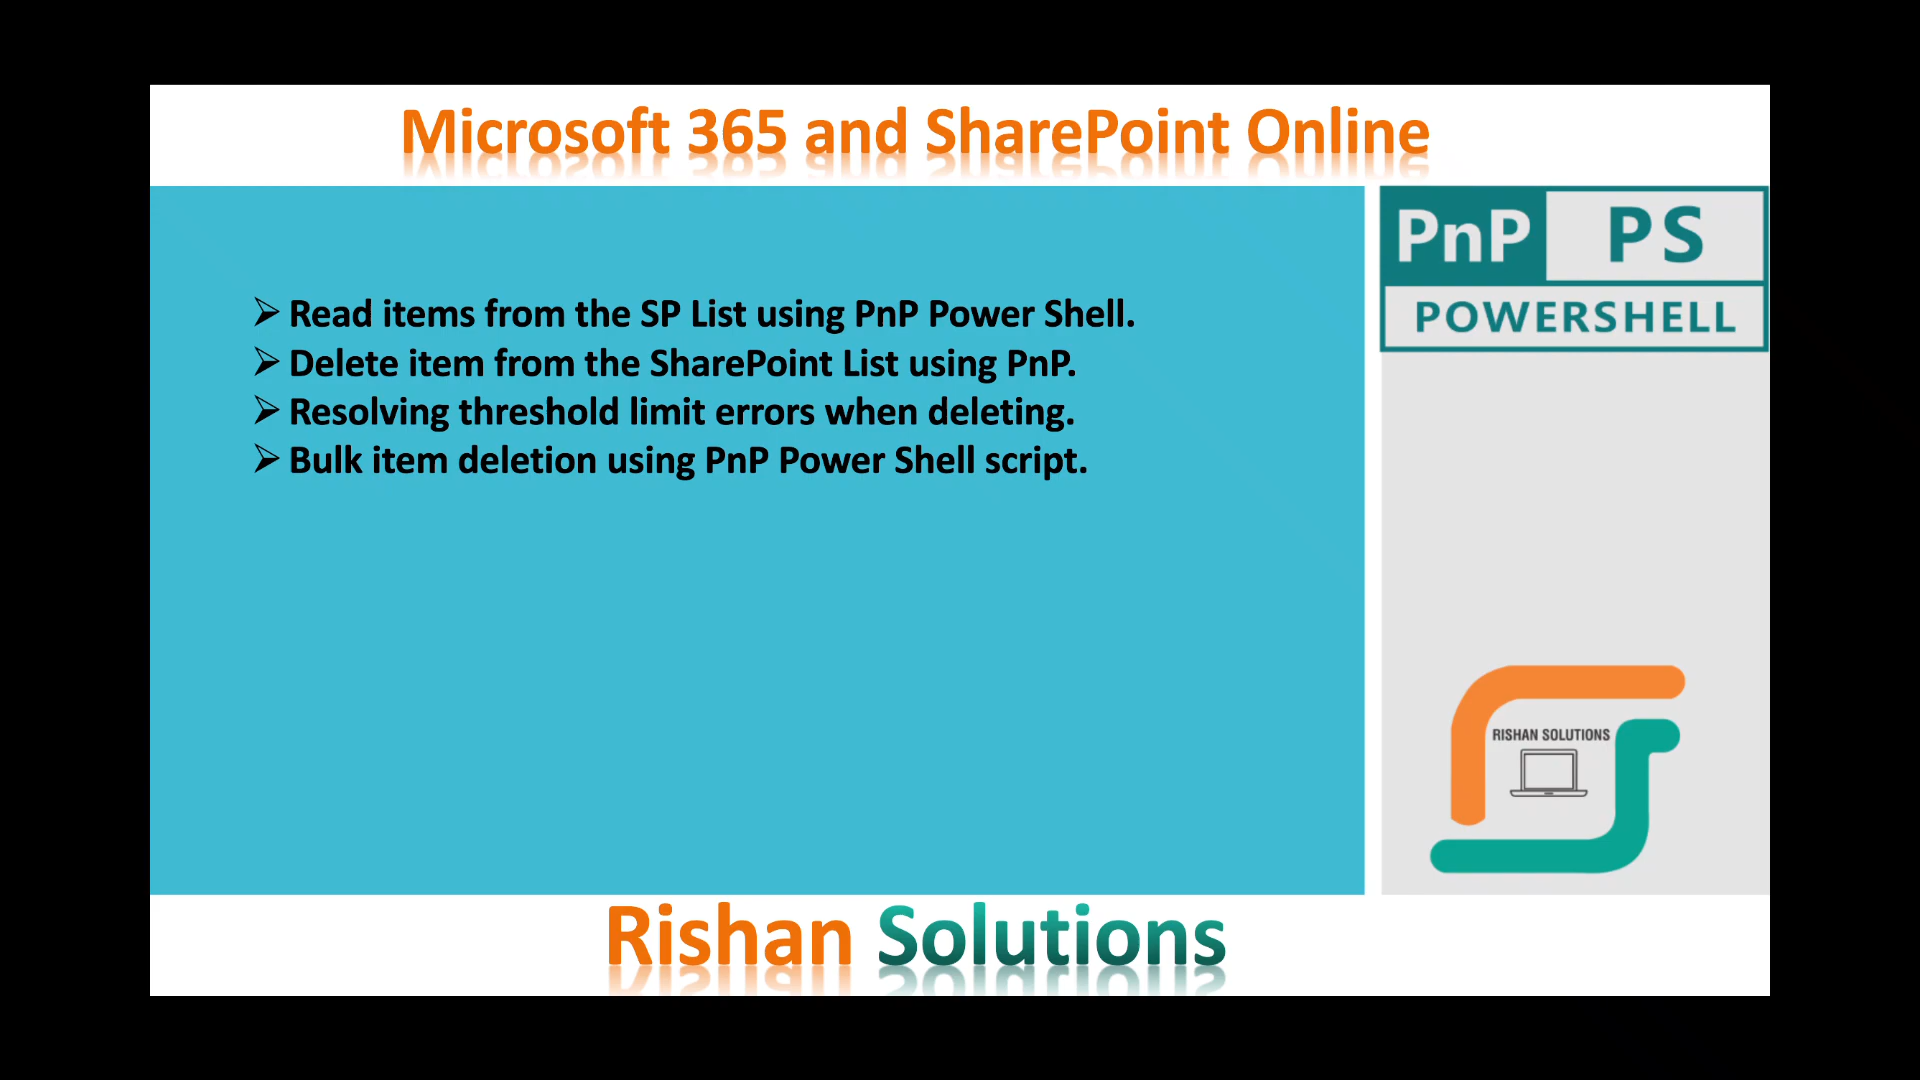 Microsoft 365 and SharePoint Online
PnP PS
POWERSHELL
➢ Read items from the SP List using PnP Power Shell.
➢ Delete item from the SharePoint List using PnP.
➢ Resolving threshold limit errors when deleting.
➢ Bulk item deletion using PnP Power Shell script.
RISHAN SOLUTIONS
Rishan Solutions